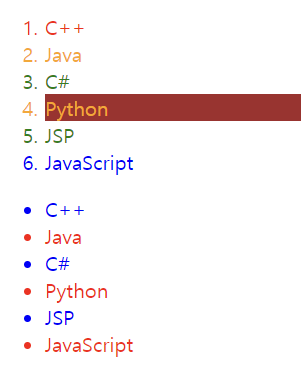 1. C++
2. Java
3. C#
4. Python
5. JSP
6. JavaScript
• C++
• Java
• C#
• Python
• JSP
• JavaScript